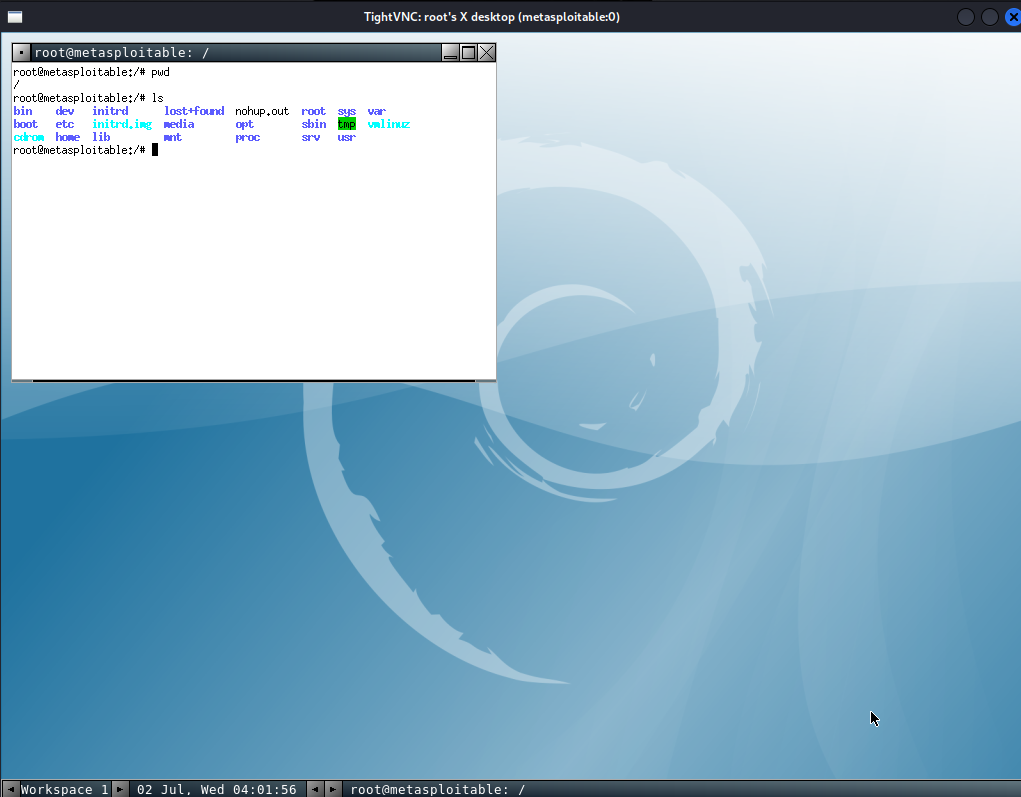 TightVNC: root's X desktop (metasploitable:0)
root@metasploitable: /
root@metasploitable:/# pwd
/
root@metasploitable:/# ls
bin dev initrd lost+found nohup.out root sys var
boot etc initrd.img media opt sbin tmp vmlinuz
cdrom home lib mnt proc srv usr
root@metasploitable:/#
Workspace 1 02 Jul, Wed 04:01:56 root@metasploitable: /